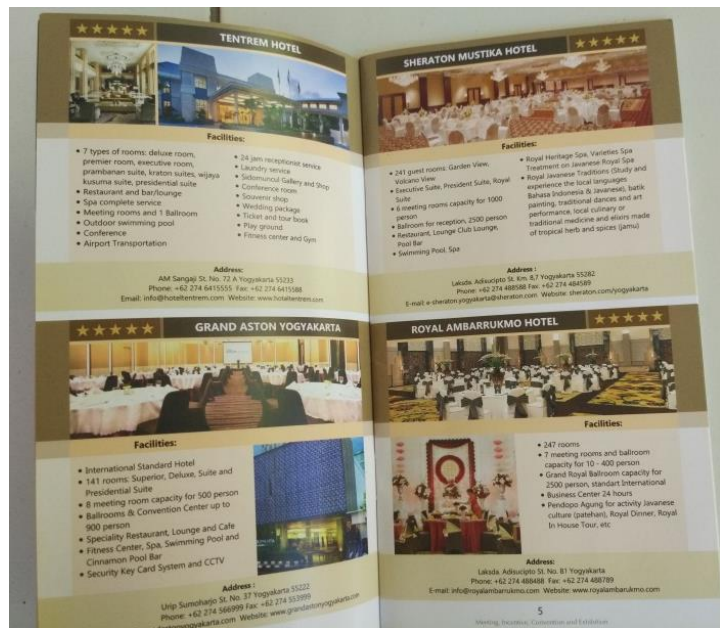 TENTREM HOTEL
Facilities:
• 7 types of rooms: deluxe room,
premier room, executive room,
prambanan suite, kraton suites, wijaya
kusuma suite, presidential suite
• Restaurant and bar/lounge
• Spa complete service
• Meeting rooms and 1 Ballroom
• Outdoor swimming pool
• Conference
• Airport Transportation
• 24 jam receptionist service
• Laundry service
• Sidomuncul Gallery and Shop
• Conference room
• Souvenir shop
• Wedding package
• Ticket and tour book
• Play ground
• Fitness center and Gym
Address:
AM Sangaji St. No. 72 A Yogyakarta 55233
Phone: +62 274 6415555 Fax: +62 274 6415588
Email: info@hoteltentrem.com Website: www.hoteltentrem.com
GRAND ASTON YOGYAKARTA
Facilities:
• International Standard Hotel
• 141 rooms: Superior, Deluxe, Suite and
Presidential Suite
• 8 meeting room capacity for 500 person
• Ballrooms & Convention Center up to
900 person
• Speciality Restaurant, Lounge and Cafe
• Fitness Center, Spa, Swimming Pool and
Cinnamon Pool Bar
• Security Key Card System and CCTV
Address :
Urip Sumoharjo St. No. 37 Yogyakarta 55222
Phone: +62 274 566999 Fax: +62 274 553999
Website: www.grandastonyogyakarta.com
SHERATON MUSTIKA HOTEL
Facilities:
• 241 guest rooms: Garden View,
Volcano View
• Executive Suite, President Suite, Royal
Suite
• 6 meeting rooms capacity for 1000
person
• Ballroom for reception, 2500 person
• Restaurant, Lounge Club Lounge,
Pool Bar
• Swimming Pool, Spa
• Royal Heritage Spa, Varieties Spa
Treatment on Javanese Royal Spa
• Royal Javanese Traditions (Study and
experience the local languages
Bahasa Indonesia & Javanese), batik
painting, traditional dances and art
performance, local culinary or
traditional medicine and elixirs made
of tropical herb and spices (jamu)
Address :
Laksda. Adisucipto St. Km. 8,7 Yogyakarta 55282
Phone: +62 274 488588 Fax: +62 274 484589
E-mail: e-sheraton.yogyakarta@sheraton.com Website: sheraton.com/yogyakarta
ROYAL AMBARRUKMO HOTEL
Facilities:
• 247 rooms
• 7 meeting rooms and ballroom
capacity for 10 - 400 person
• Grand Royal Ballroom capacity for
2500 person, standart International
• Business Center 24 hours
• Pendopo Agung for activity Javanese
culture (patehan), Royal Dinner, Royal
In House Tour, etc
Address:
Laksda. Adisucipto St. No. 81 Yogyakarta
Phone: +62 274 488488 Fax: +62 274 488789
E-mail: info@royalambarrukmo.com Website: www.royalambarrukmo.com
5
Meeting, Incentive, Convention and Exhibition